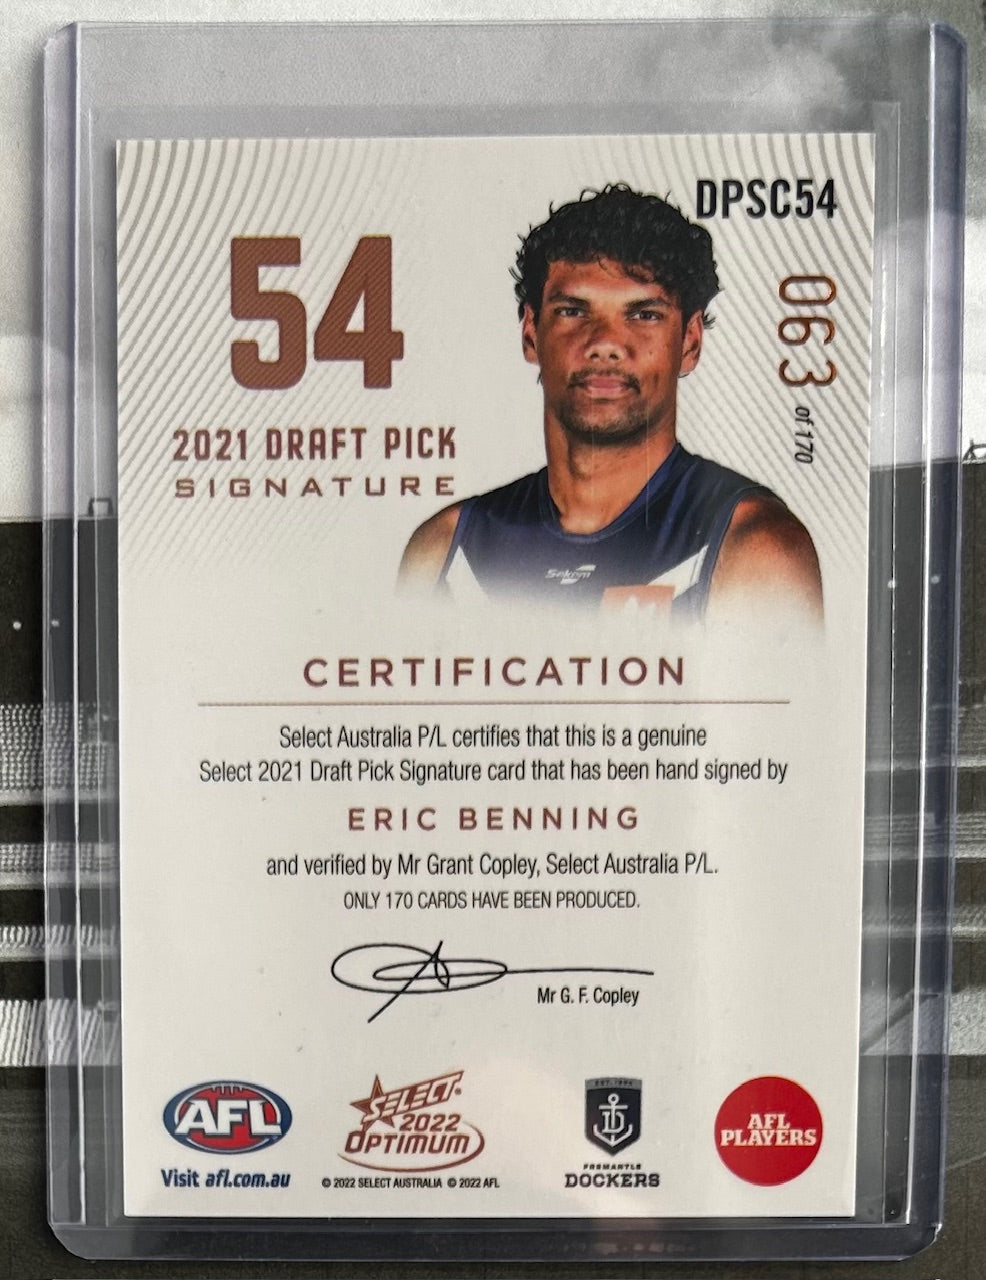 DPSC54
54
063 of 170
2021 DRAFT PICK
SIGNATURE
Sekem
CERTIFICATION
Select Australia P/L certifies that this is a genuine
Select 2021 Draft Pick Signature card that has been hand signed by
ERIC BENNING
and verified by Mr Grant Copley, Select Australia P/L.
ONLY 170 CARDS HAVE BEEN PRODUCED.
Mr G. F. Copley
AFL
Visit afl.com.au
SELECT
2022
OPTIMUM
© 2022 SELECT AUSTRALIA © 2022 AFL
EST. 1994
FREMANTLE
DOCKERS
AFL
PLAYERS